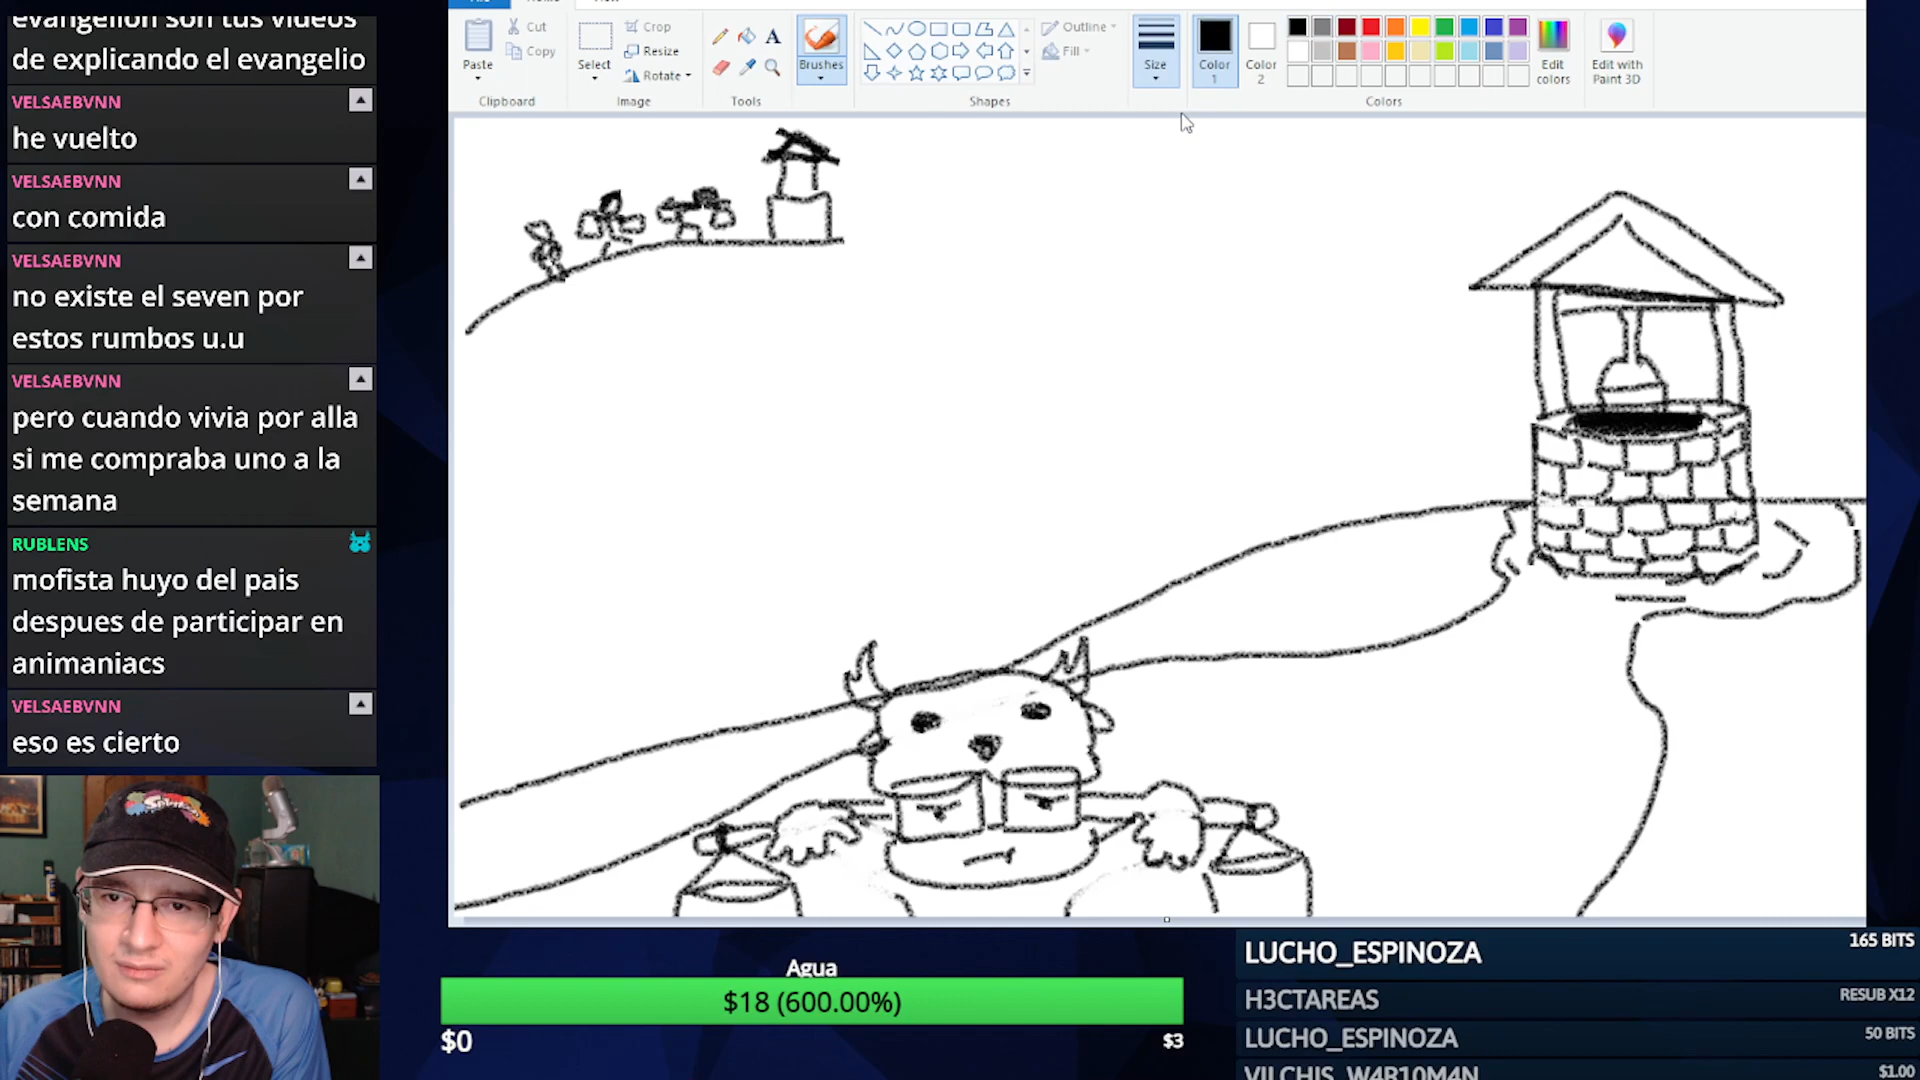 evangelion son tus videos
de explicando el evangelio
VELSAEBVNN
he vuelto
VELSAEBVNN
con comida
VELSAEBVNN
no existe el seven por
estos rumbos u.u
VELSAEBVNN
pero cuando vivia por alla
si me compraba uno a la
semana
RUBLENS
mofista huyo del pais
despues de participar en
animaniacs
VELSAEBVNN
eso es cierto
Paste
Cut
Copy
Clipboard
Select
Crop
Resize
Rotate
Image
A
Tools
Brushes
Shapes
Outline
Fill
Size
Color
1
Color
2
Edit
colors
Colors
Edit with
Paint 3D
Agua
$18 (600.00%)
$0
$3
LUCHO_ESPINOZA
165 BITS
H3CTAREAS
RESUB X12
LUCHO_ESPINOZA
50 BITS
VILCHIS_W4R10M4N
$1.00